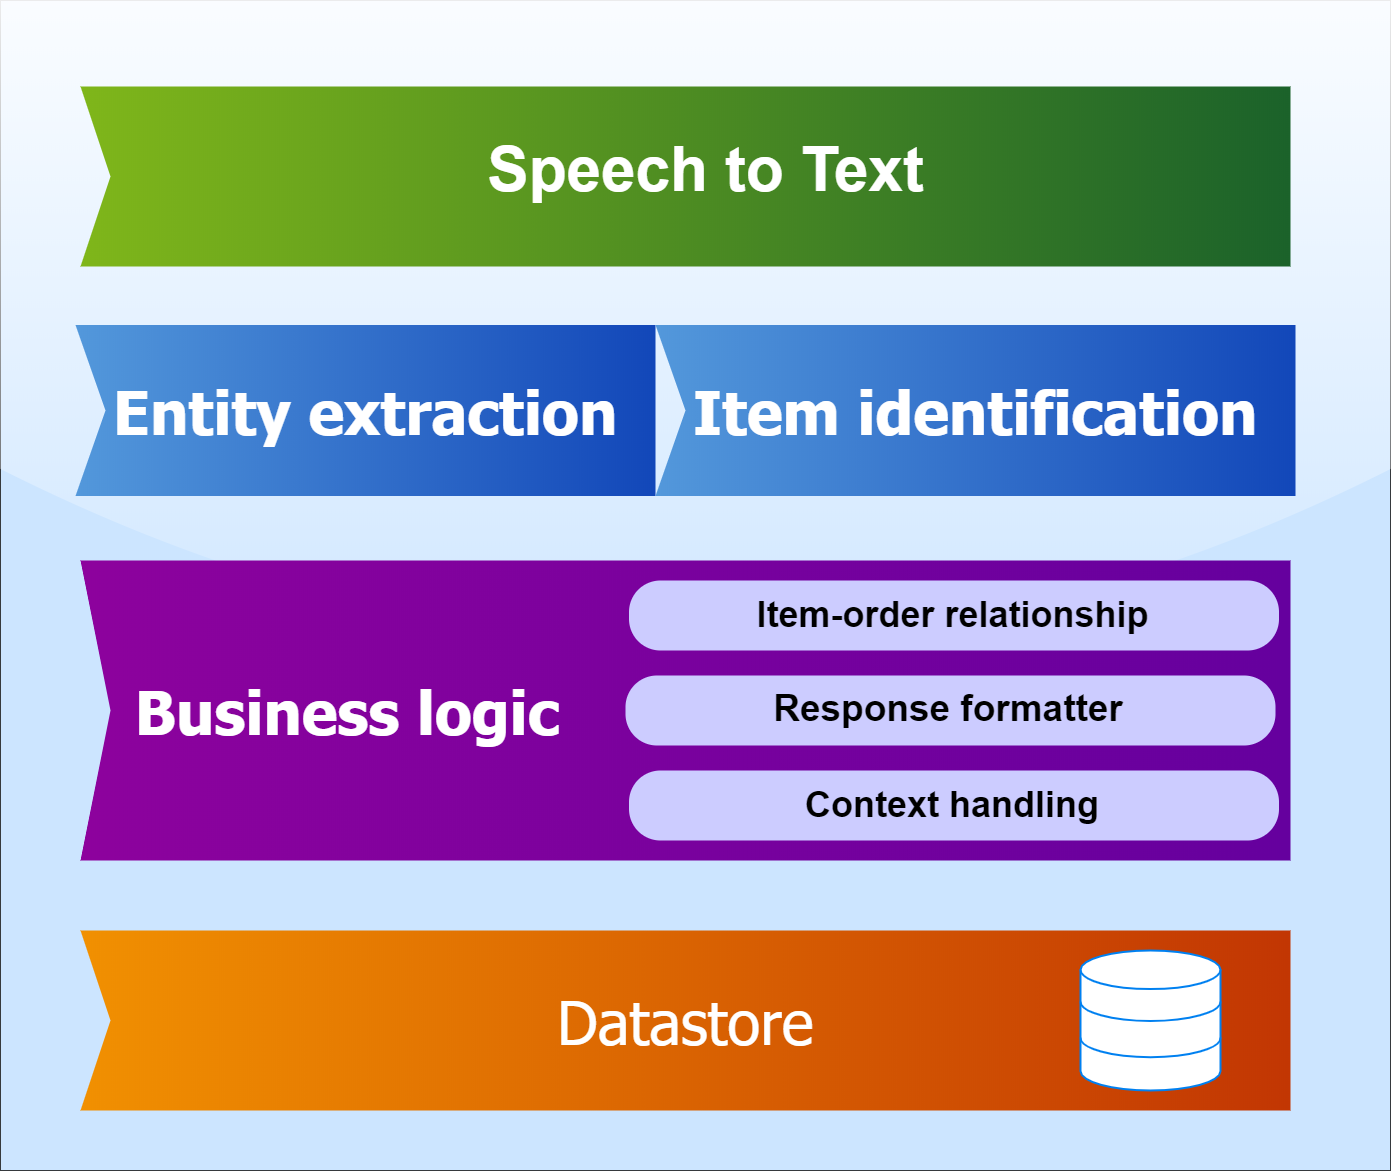 Speech to Text
Entity extraction
Item identification
Business logic
Item-order relationship
Response formatter
Context handling
Datastore